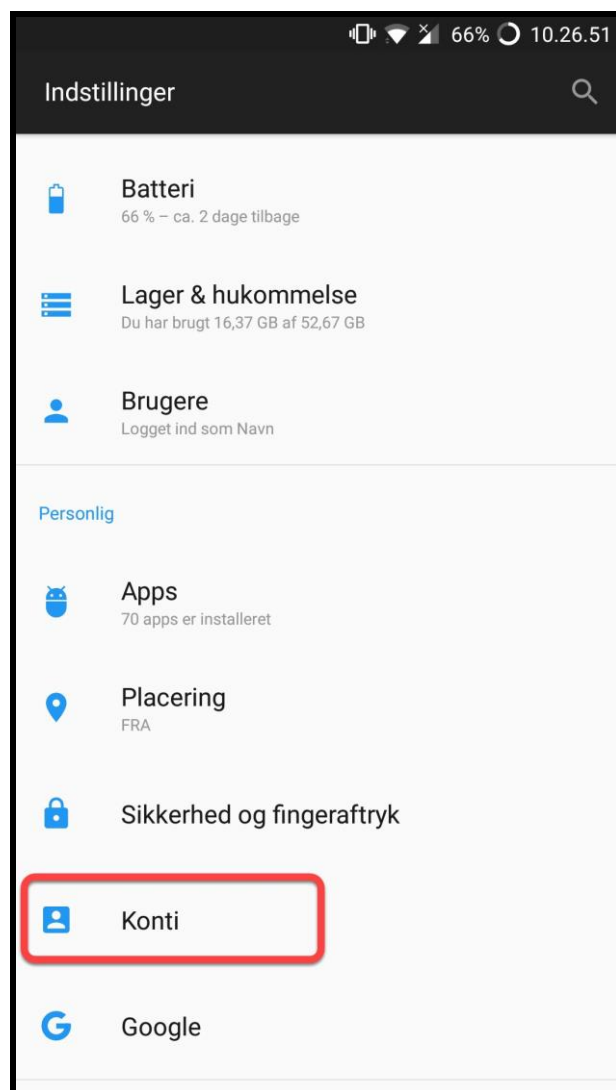 66% 10.26.51
Indstillinger
Batteri
66 % – ca. 2 dage tilbage
Lager & hukommelse
Du har brugt 16,37 GB af 52,67 GB
Brugere
Logget ind som Navn
Personlig
Apps
70 apps er installeret
Placering
FRA
Sikkerhed og fingeraftryk
Konti
Google